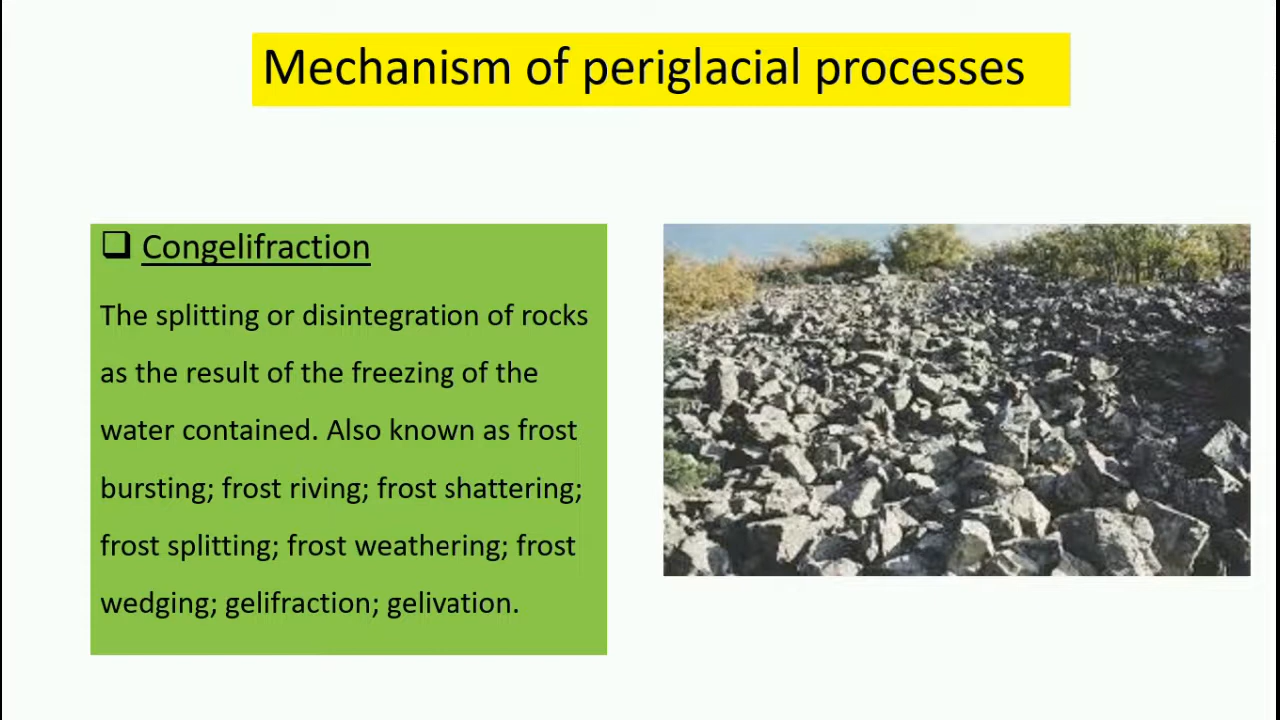 Mechanism of periglacial processes
❑ Congelifraction
The splitting or disintegration of rocks
as the result of the freezing of the
water contained. Also known as frost
bursting; frost riving; frost shattering;
frost splitting; frost weathering; frost
wedging; gelifraction; gelivation.